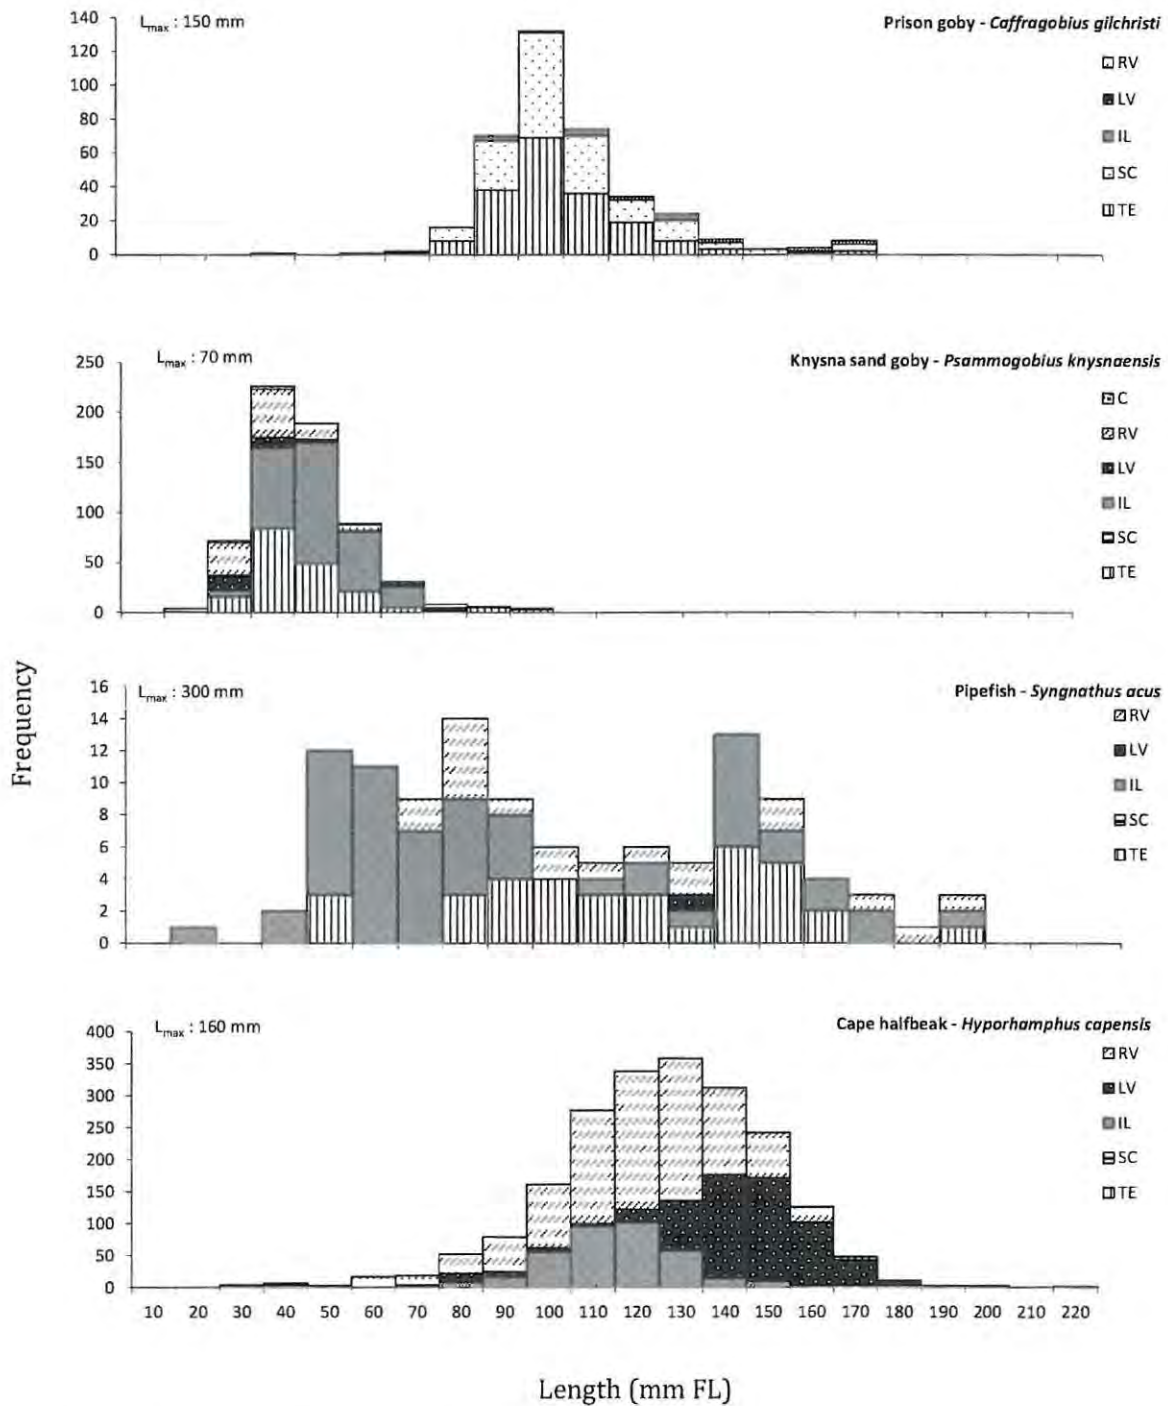 L_max : 150 mm
Prison goby - Caffragobius gilchristi
140
120
100
80
60
40
20
0
RV
LV
IL
SC
TE
L_max : 70 mm
Knysna sand goby - Psammogobius knysnaensis
250
200
150
100
50
0
C
RV
LV
IL
SC
TE
Frequency
L_max : 300 mm
Pipefish - Syngnathus acus
16
14
12
10
8
6
4
2
0
RV
LV
IL
SC
TE
L_max : 160 mm
Cape halfbeak - Hyporhamphus capensis
400
350
300
250
200
150
100
50
0
RV
LV
IL
SC
TE
10 20 30 40 50 60 70 80 90 100 110 120 130 140 150 160 170 180 190 200 210 220
Length (mm FL)